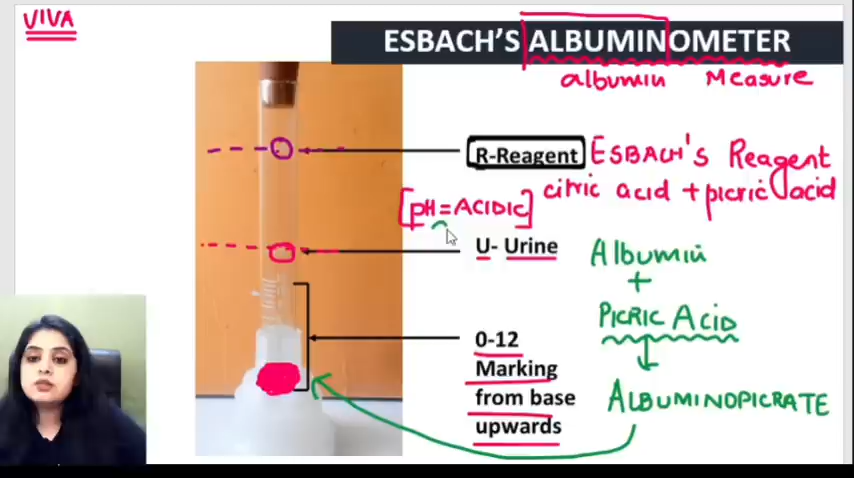 VIVA
ESBACH'S ALBUMINOMETER
albumin Measure
R-Reagent ESBACH'S Reagent
citric acid + picric acid
[pH = ACIDIC]
U- Urine
Albumin
+
PICRIC ACID
0-12
Marking
from base
upwards
ALBUMINOPICRATE